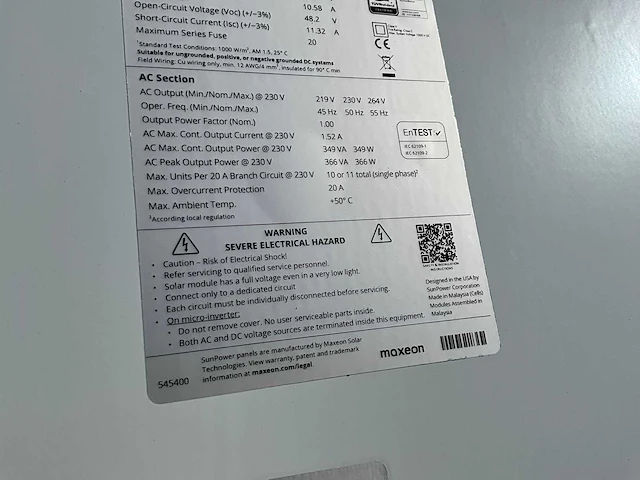 10.58 A
Open-Circuit Voltage (Voc) (+/−3%) 48.2 V
Short-Circuit Current (Isc) (+/−3%) 11.32 A
Maximum Series Fuse 20
¹Standard Test Conditions: 1000 W/m², AM 1.5, 25° C
Suitable for ungrounded, positive, or negative grounded DC systems
Field Wiring: Cu wiring only, min. 12 AWG/4 mm², insulated for 90° C min
CE
AC Section
AC Output (Min./Nom./Max.) @ 230 V 219 V 230 V 264 V
Oper. Freq. (Min./Nom./Max.) 45 Hz 50 Hz 55 Hz
Output Power Factor (Nom.) 1.00
AC Max. Cont. Output Current @ 230 V 1.52 A
AC Max. Cont. Output Power @ 230 V 349 VA 349 W
AC Peak Output Power @ 230 V 366 VA 366 W
Max. Units Per 20 A Branch Circuit @ 230 V 10 or 11 total (single phase)²
Max. Overcurrent Protection 20 A
Max. Ambient Temp. +50° C
EnTEST
IEC 62109-1
IEC 62109-2
²According local regulation
WARNING
SEVERE ELECTRICAL HAZARD
• Caution – Risk of Electrical Shock!
• Refer servicing to qualified service personnel.
• Solar module has a full voltage even in a very low light.
• Connect only to a dedicated circuit
• Each circuit must be individually disconnected before servicing.
• On micro-inverter:
• Do not remove cover. No user serviceable parts inside.
• Both AC and DC voltage sources are terminated inside this equipment.
SAFETY & INSTALLATION
INSTRUCTIONS
Designed in the USA by
SunPower Corporation
Made in Malaysia (Cells)
Modules Assembled in
Malaysia
545400
SunPower panels are manufactured by Maxeon Solar
Technologies. View warranty, patent and trademark
information at maxeon.com/legal.
maxeon